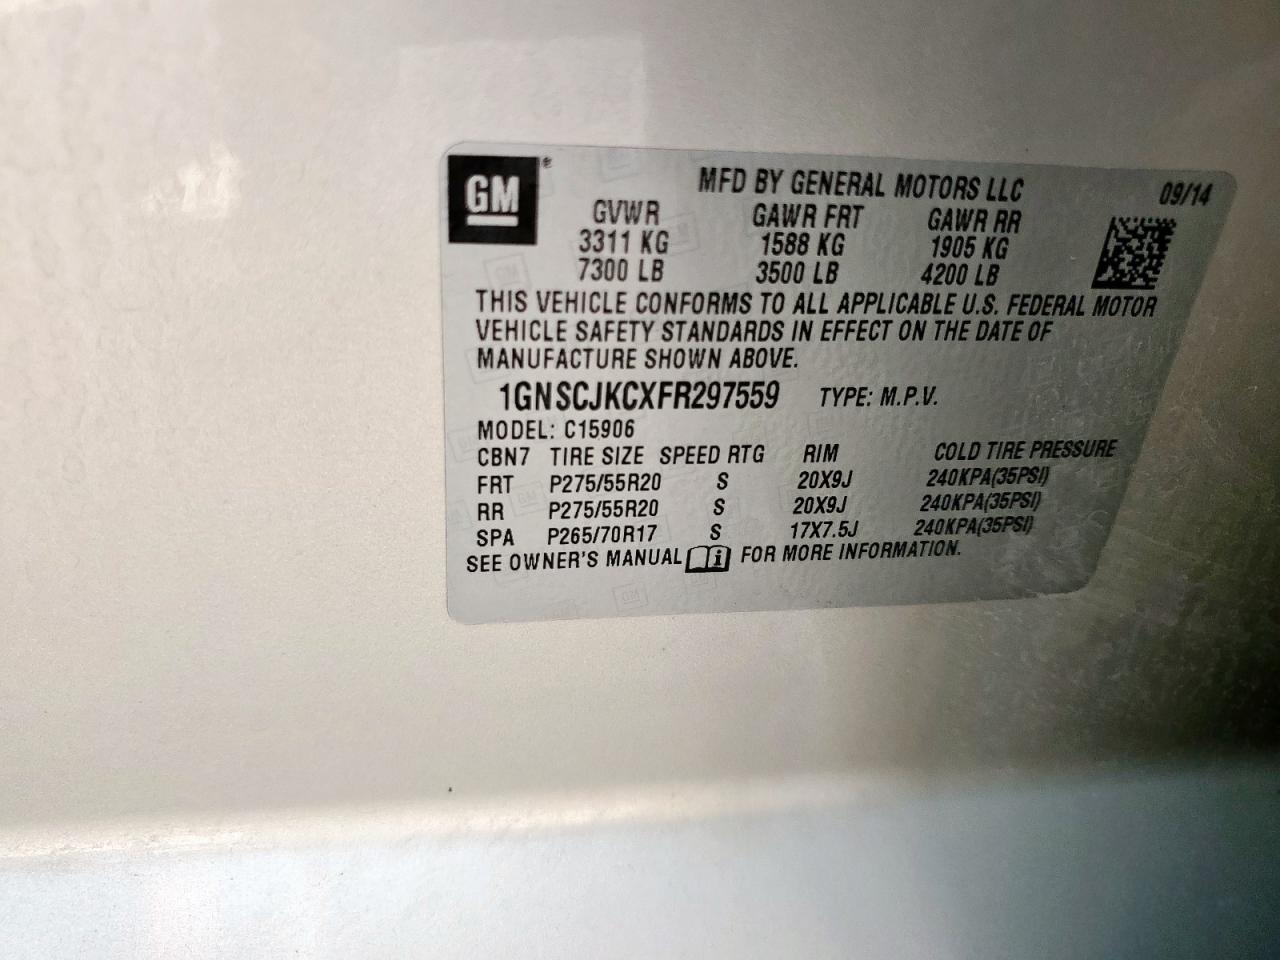 GM®
MFD BY GENERAL MOTORS LLC 09/14
GVWR GAWR FRT GAWR RR
3311 KG 1588 KG 1905 KG
7300 LB 3500 LB 4200 LB
THIS VEHICLE CONFORMS TO ALL APPLICABLE U.S. FEDERAL MOTOR
VEHICLE SAFETY STANDARDS IN EFFECT ON THE DATE OF
MANUFACTURE SHOWN ABOVE.
1GNSCJKCXFR297559 TYPE: M.P.V.
MODEL: C15906
CBN7 TIRE SIZE SPEED RTG RIM COLD TIRE PRESSURE
FRT P275/55R20 S 20X9J 240KPA(35PSI)
RR P275/55R20 S 20X9J 240KPA(35PSI)
SPA P265/70R17 S 17X7.5J 240KPA(35PSI)
SEE OWNER'S MANUAL i FOR MORE INFORMATION.